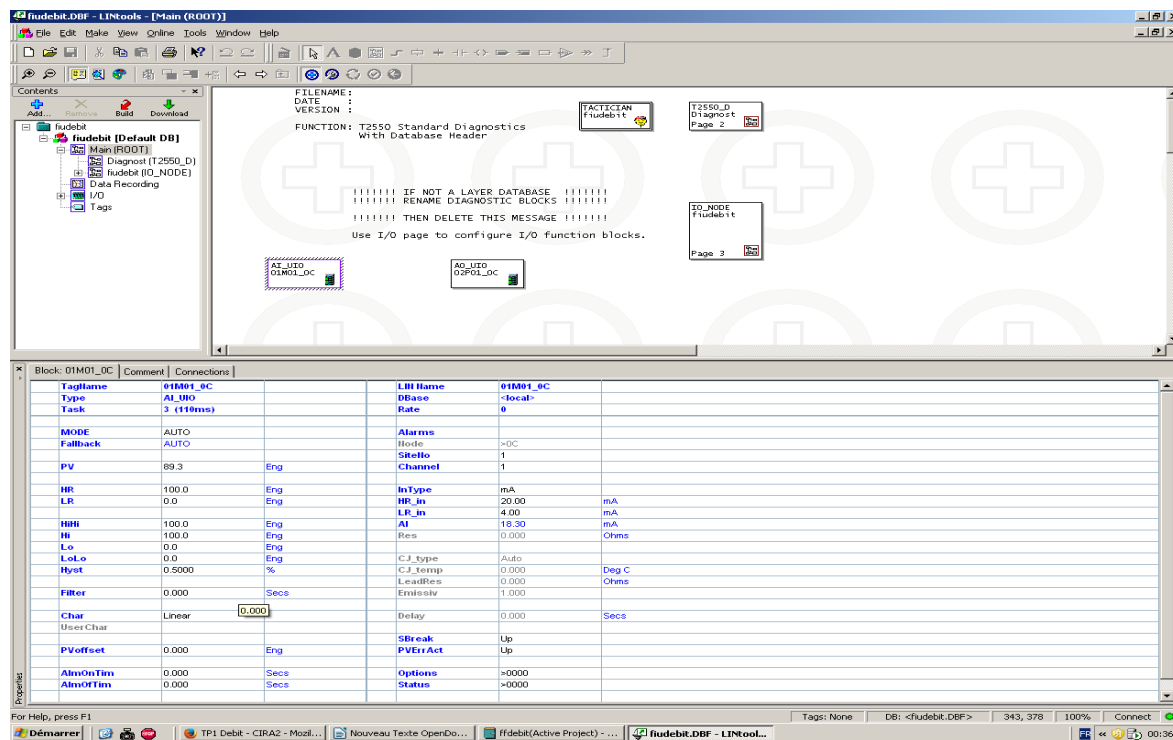 fiudebit.DBF - LINtools - [Main (ROOT)]
File Edit Make View Online Tools Window Help
Contents
Add... Remove Build Download
fiudebit
fiudebit [Default DB]
Main (ROOT)
Diagnost (T2550_D)
fiudebit (IO_NODE)
Data Recording
I/O
Tags
FILENAME:
DATE :
VERSION :
FUNCTION: T2550 Standard Diagnostics
With Database Header
TACTICIAN
fiudebit
T2550_D
Diagnost
Page 2
!!!!!!! IF NOT A LAYER DATABASE !!!!!!!
!!!!!!! RENAME DIAGNOSTIC BLOCKS !!!!!!!
!!!!!!! THEN DELETE THIS MESSAGE !!!!!!!
Use I/O page to configure I/O function blocks.
IO_NODE
fiudebit
Page 3
AI_UIO
01M01_0C
AO_UIO
02P01_0C
Block: 01M01_0C Comment Connections
TagName 01M01_0C LIN Name 01M01_0C
Type AI_UIO DBase <local>
Task 3 (110ms) Rate 0
MODE AUTO Alarms
Fallback AUTO Node >0C
SiteNo 1
PV 89.3 Eng Channel 1
HR 100.0 Eng InType mA
LR 0.0 Eng HR_in 20.00 mA
LR_in 4.00 mA
HiHi 100.0 Eng AI 18.30 mA
Hi 100.0 Eng Res 0.000 Ohms
Lo 0.0 Eng
LoLo 0.0 Eng CJ_type Auto
Hyst 0.5000 % CJ_temp 0.000 Deg C
LeadRes 0.000 Ohms
Filter 0.000 Secs Emissiv 1.000
0.000
Char Linear Delay 0.000 Secs
UserChar
SBreak Up
PVoffset 0.000 Eng PVErrAct Up
AlmOnTim 0.000 Secs Options >0000
AlmOfTim 0.000 Secs Status >0000
Properties
For Help, press F1 Tags: None DB: <fiudebit.DBF> 343, 378 100% Connect
Démarrer TP1 Debit - CIRA2 - Mozil... Nouveau Texte OpenDo... ffdebit(Active Project) - ... fiudebit.DBF - LINtool... FR « 00:36